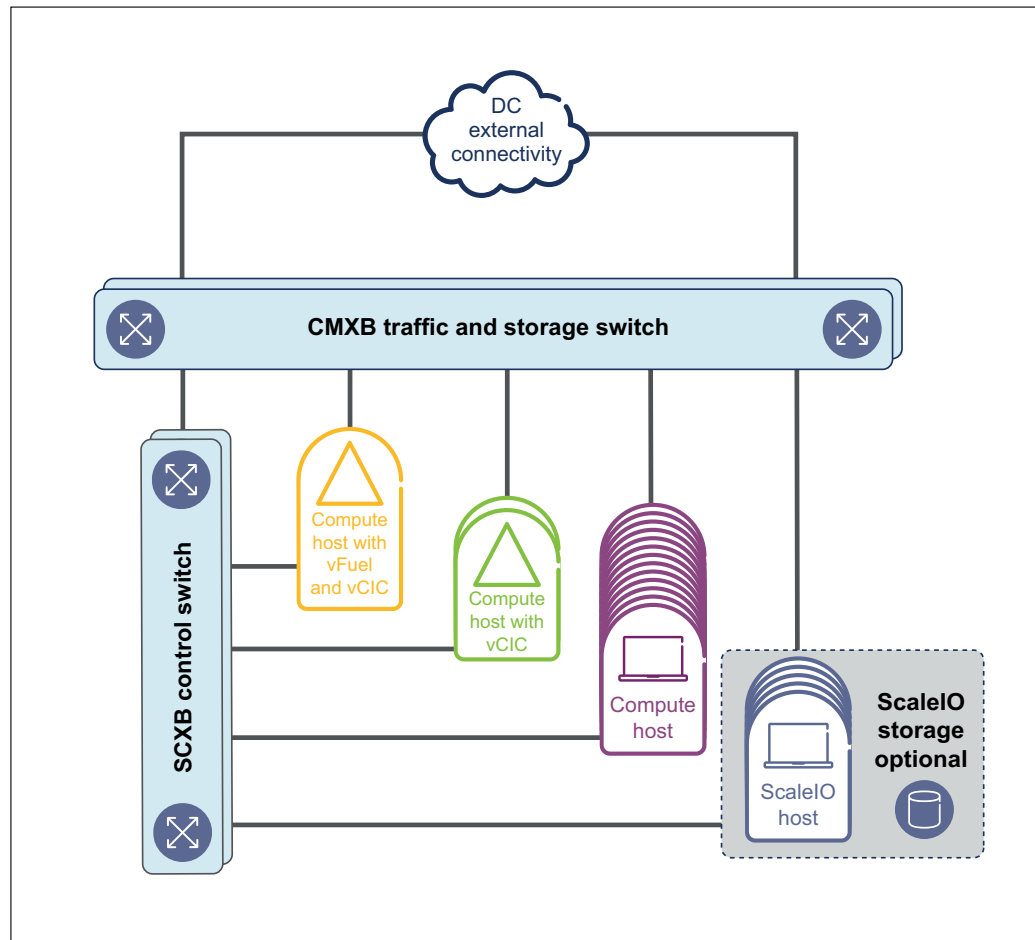 DC
external
connectivity
CMXB traffic and storage switch
SCXB control switch
Compute
host with
vFuel
and vCIC
Compute
host with
vCIC
Compute
host
ScaleIO
host
ScaleIO
storage
optional